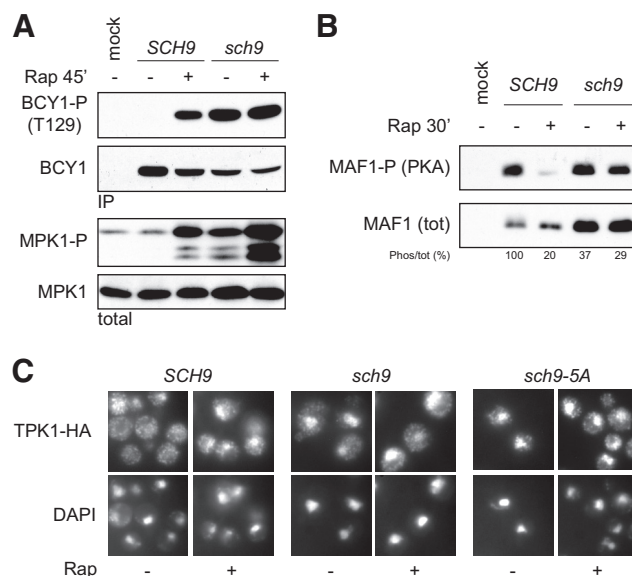 A
mock
SCH9
sch9
Rap 45'
- - + - +
BCY1-P
(T129)
BCY1
IP
MPK1-P
MPK1
total
B
mock
SCH9
sch9
Rap 30'
- - + - +
MAF1-P (PKA)
MAF1 (tot)
Phos/tot (%) 100 20 37 29
C
SCH9
sch9
sch9-5A
TPK1-HA
DAPI
Rap - + - + - +